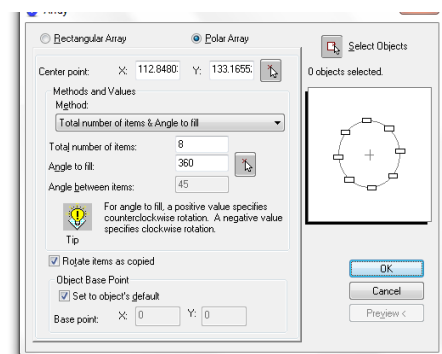 Array
Rectangular Array
Polar Array
Select Objects
Center point: X: 112.8480: Y: 133.1655:
0 objects selected.
Methods and Values
Method:
Total number of items & Angle to fill
Total number of items: 8
Angle to fill: 360
Angle between items: 45
For angle to fill, a positive value specifies
counterclockwise rotation. A negative value
specifies clockwise rotation.
Tip
Rotate items as copied
Object Base Point
Set to object's default
Base point: X: 0 Y: 0
OK
Cancel
Preview <